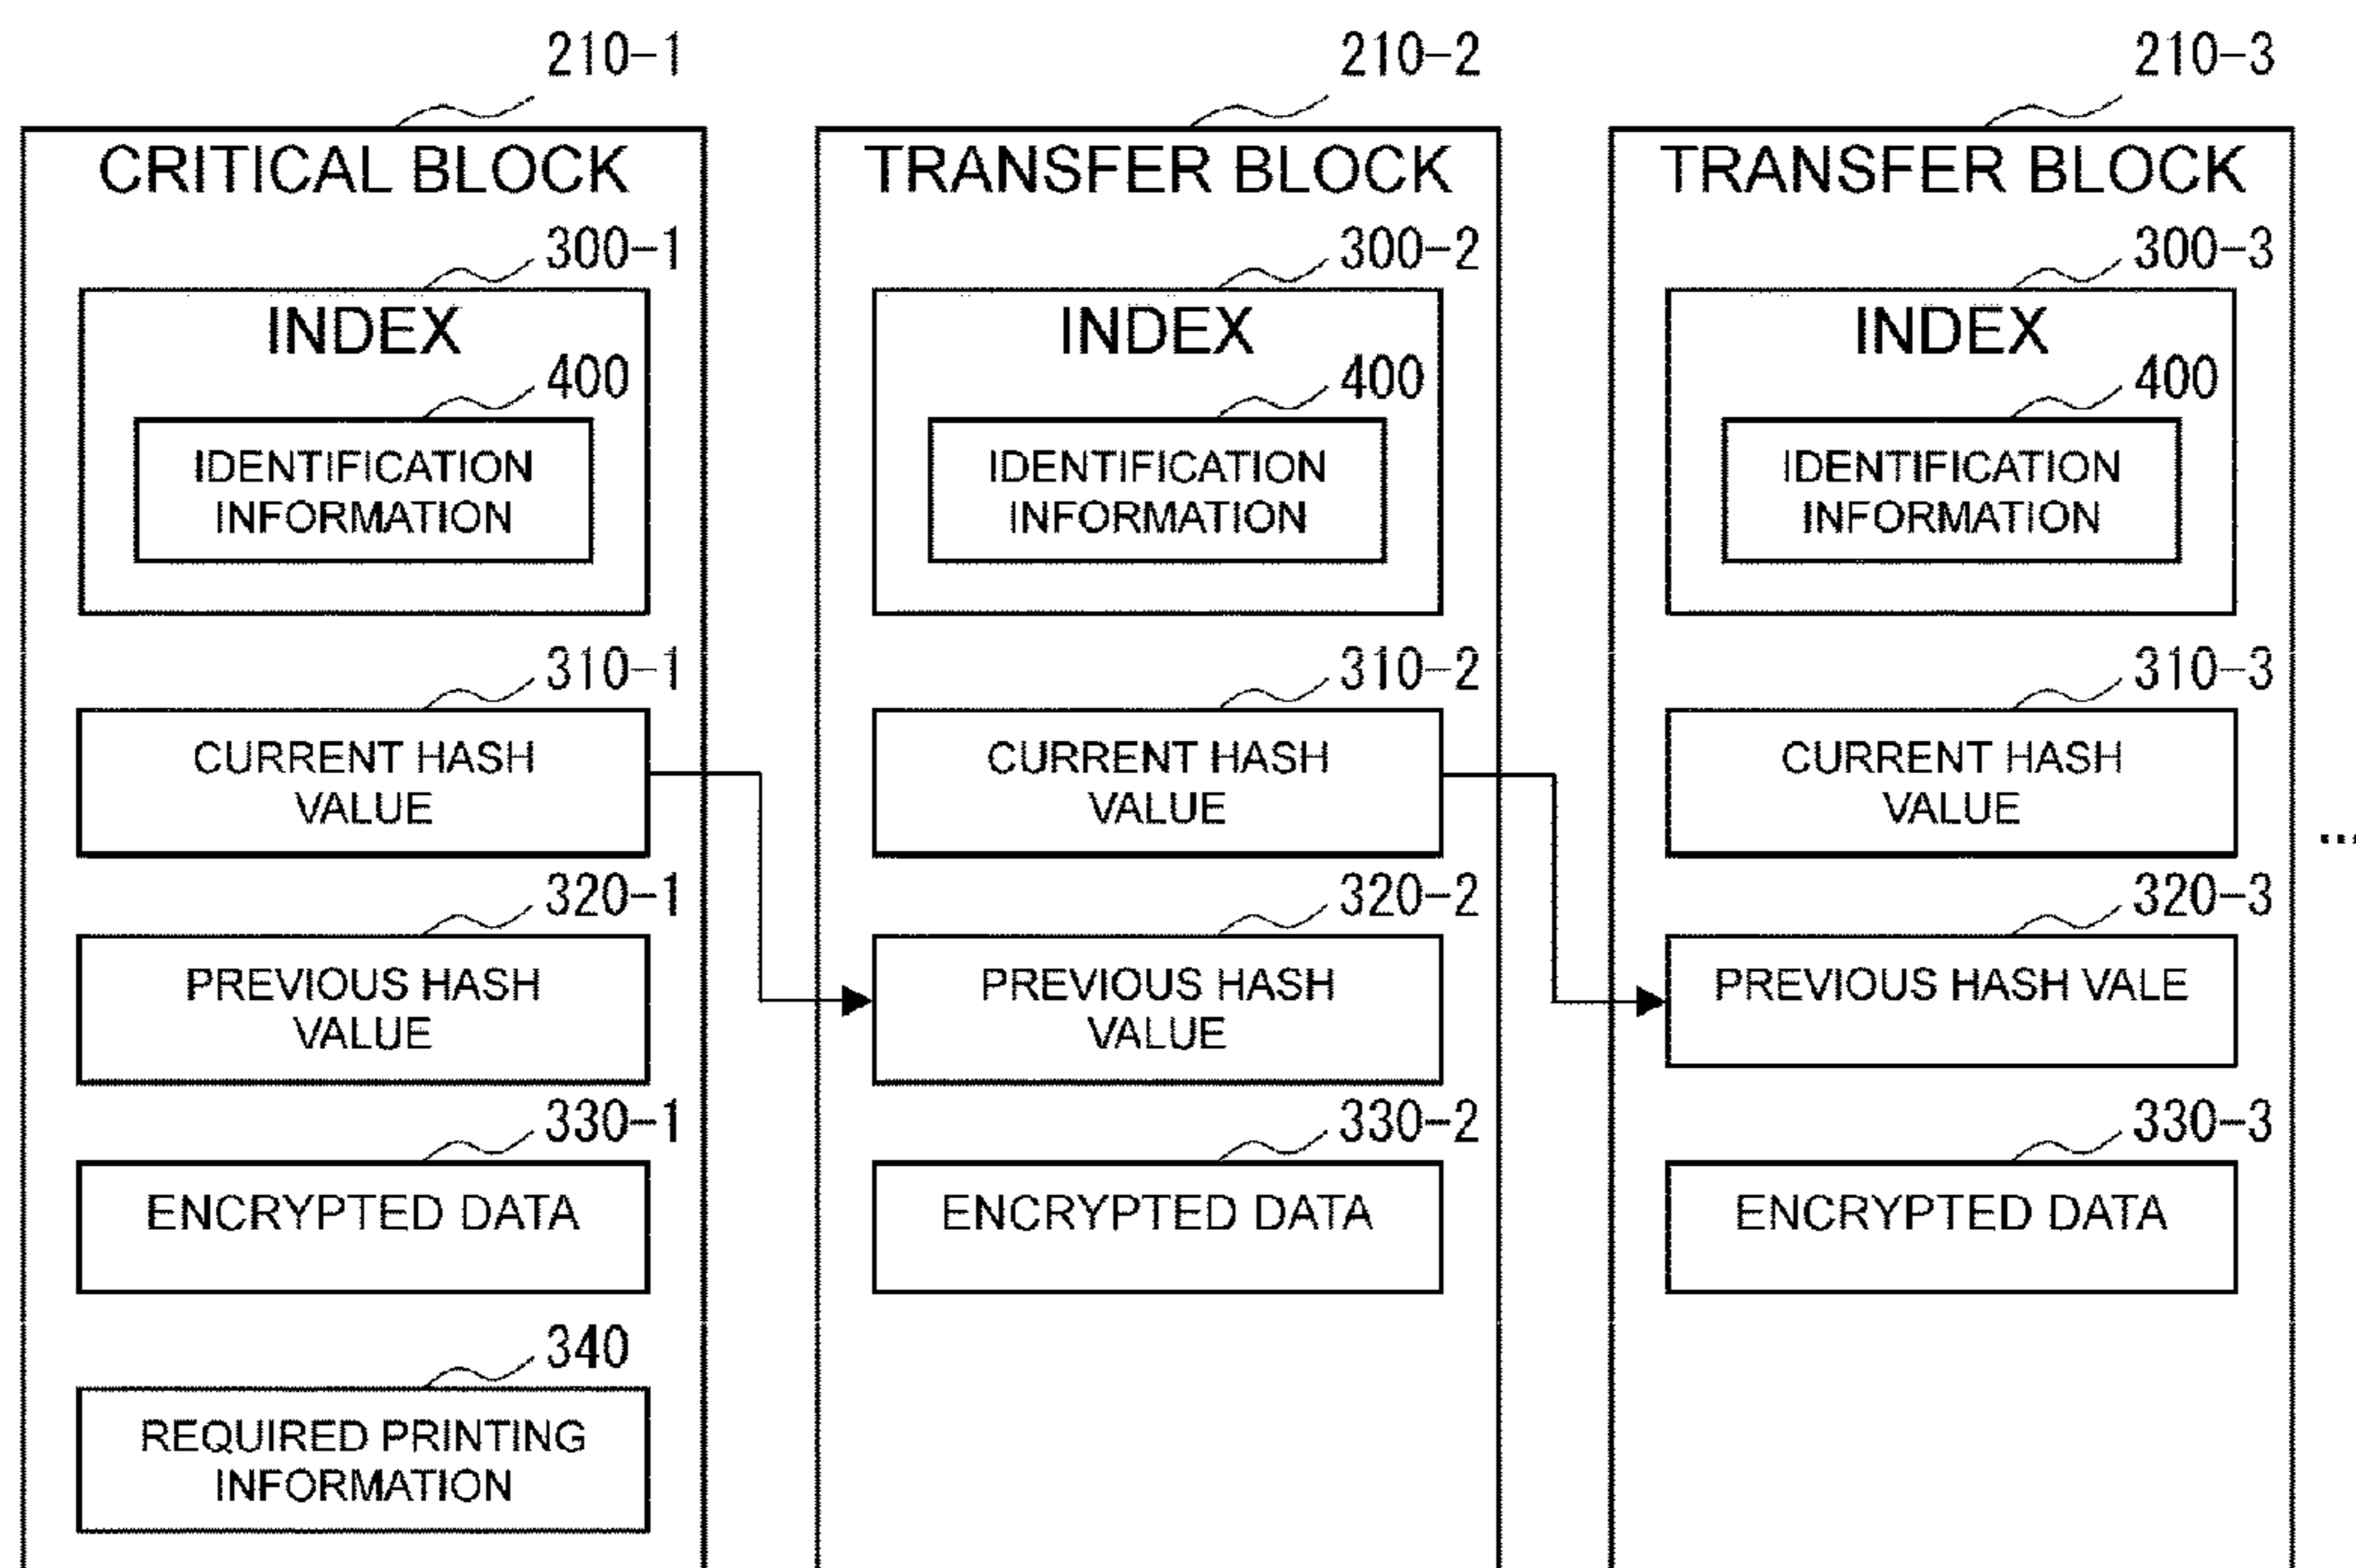 210-1
CRITICAL BLOCK
300-1
INDEX
400
IDENTIFICATION
INFORMATION
310-1
CURRENT HASH
VALUE
320-1
PREVIOUS HASH
VALUE
330-1
ENCRYPTED DATA
340
REQUIRED PRINTING
INFORMATION
210-2
TRANSFER BLOCK
300-2
INDEX
400
IDENTIFICATION
INFORMATION
310-2
CURRENT HASH
VALUE
320-2
PREVIOUS HASH
VALUE
330-2
ENCRYPTED DATA
210-3
TRANSFER BLOCK
300-3
INDEX
400
IDENTIFICATION
INFORMATION
310-3
CURRENT HASH
VALUE
320-3
PREVIOUS HASH VALE
330-3
ENCRYPTED DATA
...